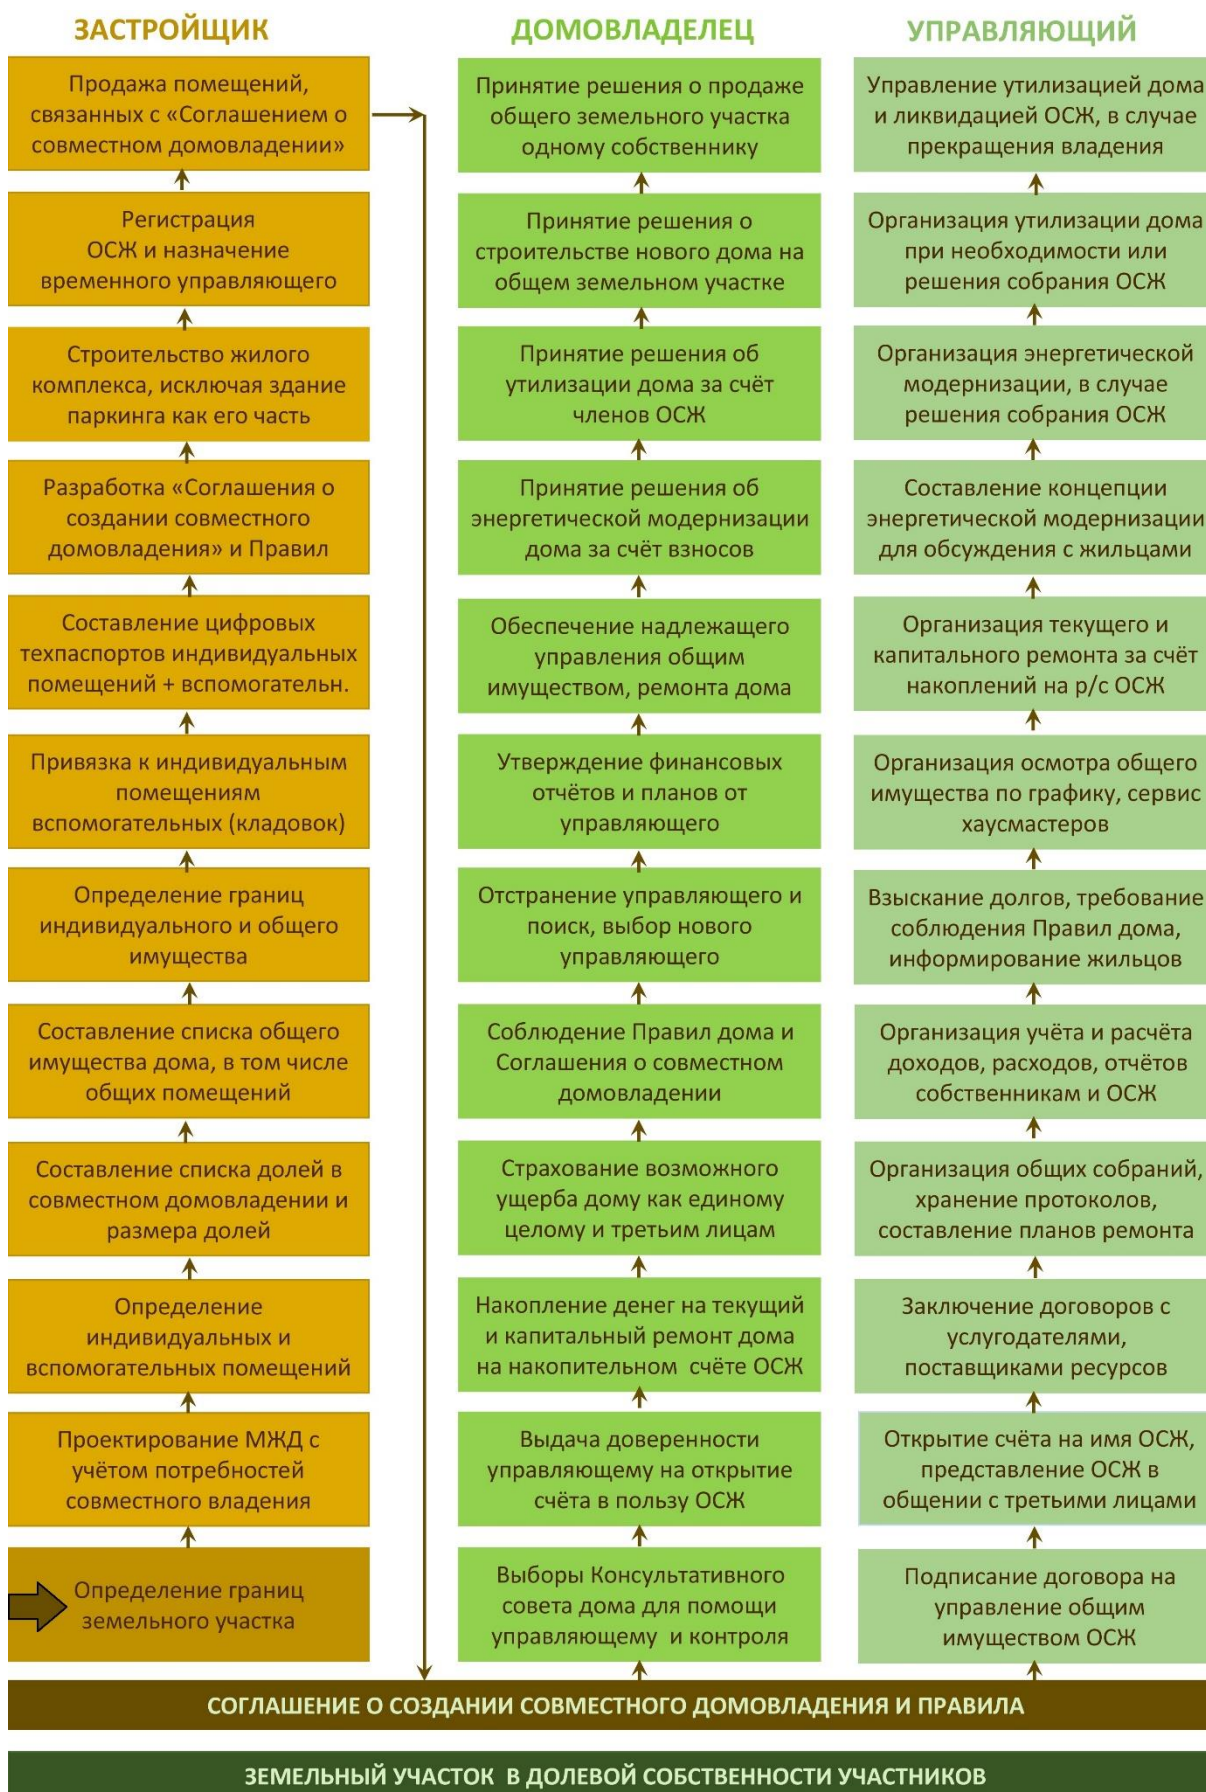 ЗАСТРОЙЩИК
Продажа помещений,
связанных с «Соглашением о
совместном домовладении»
Регистрация
ОСЖ и назначение
временного управляющего
Строительство жилого
комплекса, исключая здание
паркинга как его часть
Разработка «Соглашения о
создании совместного
домовладения» и Правил
Составление цифровых
техпаспортов индивидуальных
помещений + вспомогательн.
Привязка к индивидуальным
помещениям
вспомогательных (кладовок)
Определение границ
индивидуального и общего
имущества
Составление списка общего
имущества дома, в том числе
общих помещений
Составление списка долей в
совместном домовладении и
размера долей
Определение
индивидуальных и
вспомогательных помещений
Проектирование МЖД с
учётом потребностей
совместного владения
Определение границ
земельного участка
ДОМОВЛАДЕЛЕЦ
Принятие решения о продаже
общего земельного участка
одному собственнику
Принятие решения о
строительстве нового дома на
общем земельном участке
Принятие решения об
утилизации дома за счёт
членов ОСЖ
Принятие решения об
энергетической модернизации
дома за счёт взносов
Обеспечение надлежащего
управления общим
имуществом, ремонта дома
Утверждение финансовых
отчётов и планов от
управляющего
Отстранение управляющего и
поиск, выбор нового
управляющего
Соблюдение Правил дома и
Соглашения о совместном
домовладении
Страхование возможного
ущерба дому как единому
целому и третьим лицам
Накопление денег на текущий
и капитальный ремонт дома
на накопительном счёте ОСЖ
Выдача доверенности
управляющему на открытие
счёта в пользу ОСЖ
Выборы Консультативного
совета дома для помощи
управляющему и контроля
УПРАВЛЯЮЩИЙ
Управление утилизацией дома
и ликвидацией ОСЖ, в случае
прекращения владения
Организация утилизации дома
при необходимости или
решения собрания ОСЖ
Организация энергетической
модернизации, в случае
решения собрания ОСЖ
Составление концепции
энергетической модернизации
для обсуждения с жильцами
Организация текущего и
капитального ремонта за счёт
накоплений на р/с ОСЖ
Организация осмотра общего
имущества по графику, сервис
хаусмастеров
Взыскание долгов, требование
соблюдения Правил дома,
информирование жильцов
Организация учёта и расчёта
доходов, расходов, отчётов
собственникам и ОСЖ
Организация общих собраний,
хранение протоколов,
составление планов ремонта
Заключение договоров с
услугодателями,
поставщиками ресурсов
Открытие счёта на имя ОСЖ,
представление ОСЖ в
общении с третьими лицами
Подписание договора на
управление общим
имуществом ОСЖ
СОГЛАШЕНИЕ О СОЗДАНИИ СОВМЕСТНОГО ДОМОВЛАДЕНИЯ И ПРАВИЛА
ЗЕМЕЛЬНЫЙ УЧАСТОК В ДОЛЕВОЙ СОБСТВЕННОСТИ УЧАСТНИКОВ